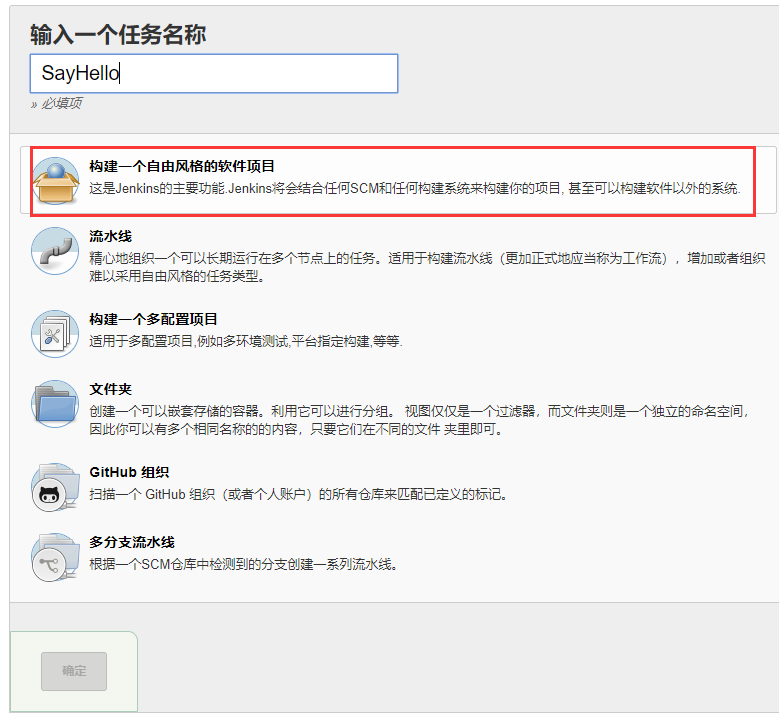 输入一个任务名称
SayHello
» 必填项
构建一个自由风格的软件项目
这是Jenkins的主要功能.Jenkins将会结合任何SCM和任何构建系统来构建你的项目, 甚至可以构建软件以外的系统.
流水线
精心地组织一个可以长期运行在多个节点上的任务。适用于构建流水线（更加正式地应当称为工作流），增加或者组织
难以采用自由风格的任务类型。
构建一个多配置项目
适用于多配置项目,例如多环境测试,平台指定构建,等等.
文件夹
创建一个可以嵌套存储的容器。利用它可以进行分组。 视图仅仅是一个过滤器，而文件夹则是一个独立的命名空间，
因此你可以有多个相同名称的的内容，只要它们在不同的文件 夹里即可。
GitHub 组织
扫描一个 GitHub 组织（或者个人账户）的所有仓库来匹配已定义的标记。
多分支流水线
根据一个SCM仓库中检测到的分支创建一系列流水线。
确定